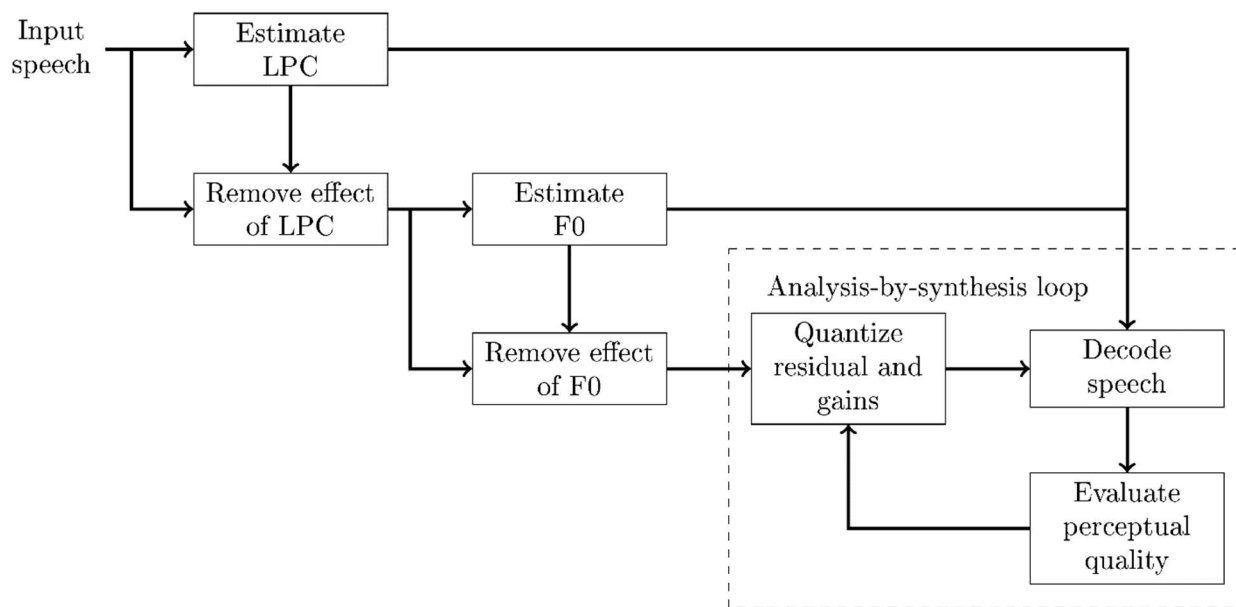 Input
speech
Estimate
LPC
Remove effect
of LPC
Estimate
F0
Remove effect
of F0
Analysis-by-synthesis loop
Quantize
residual and
gains
Decode
speech
Evaluate
perceptual
quality